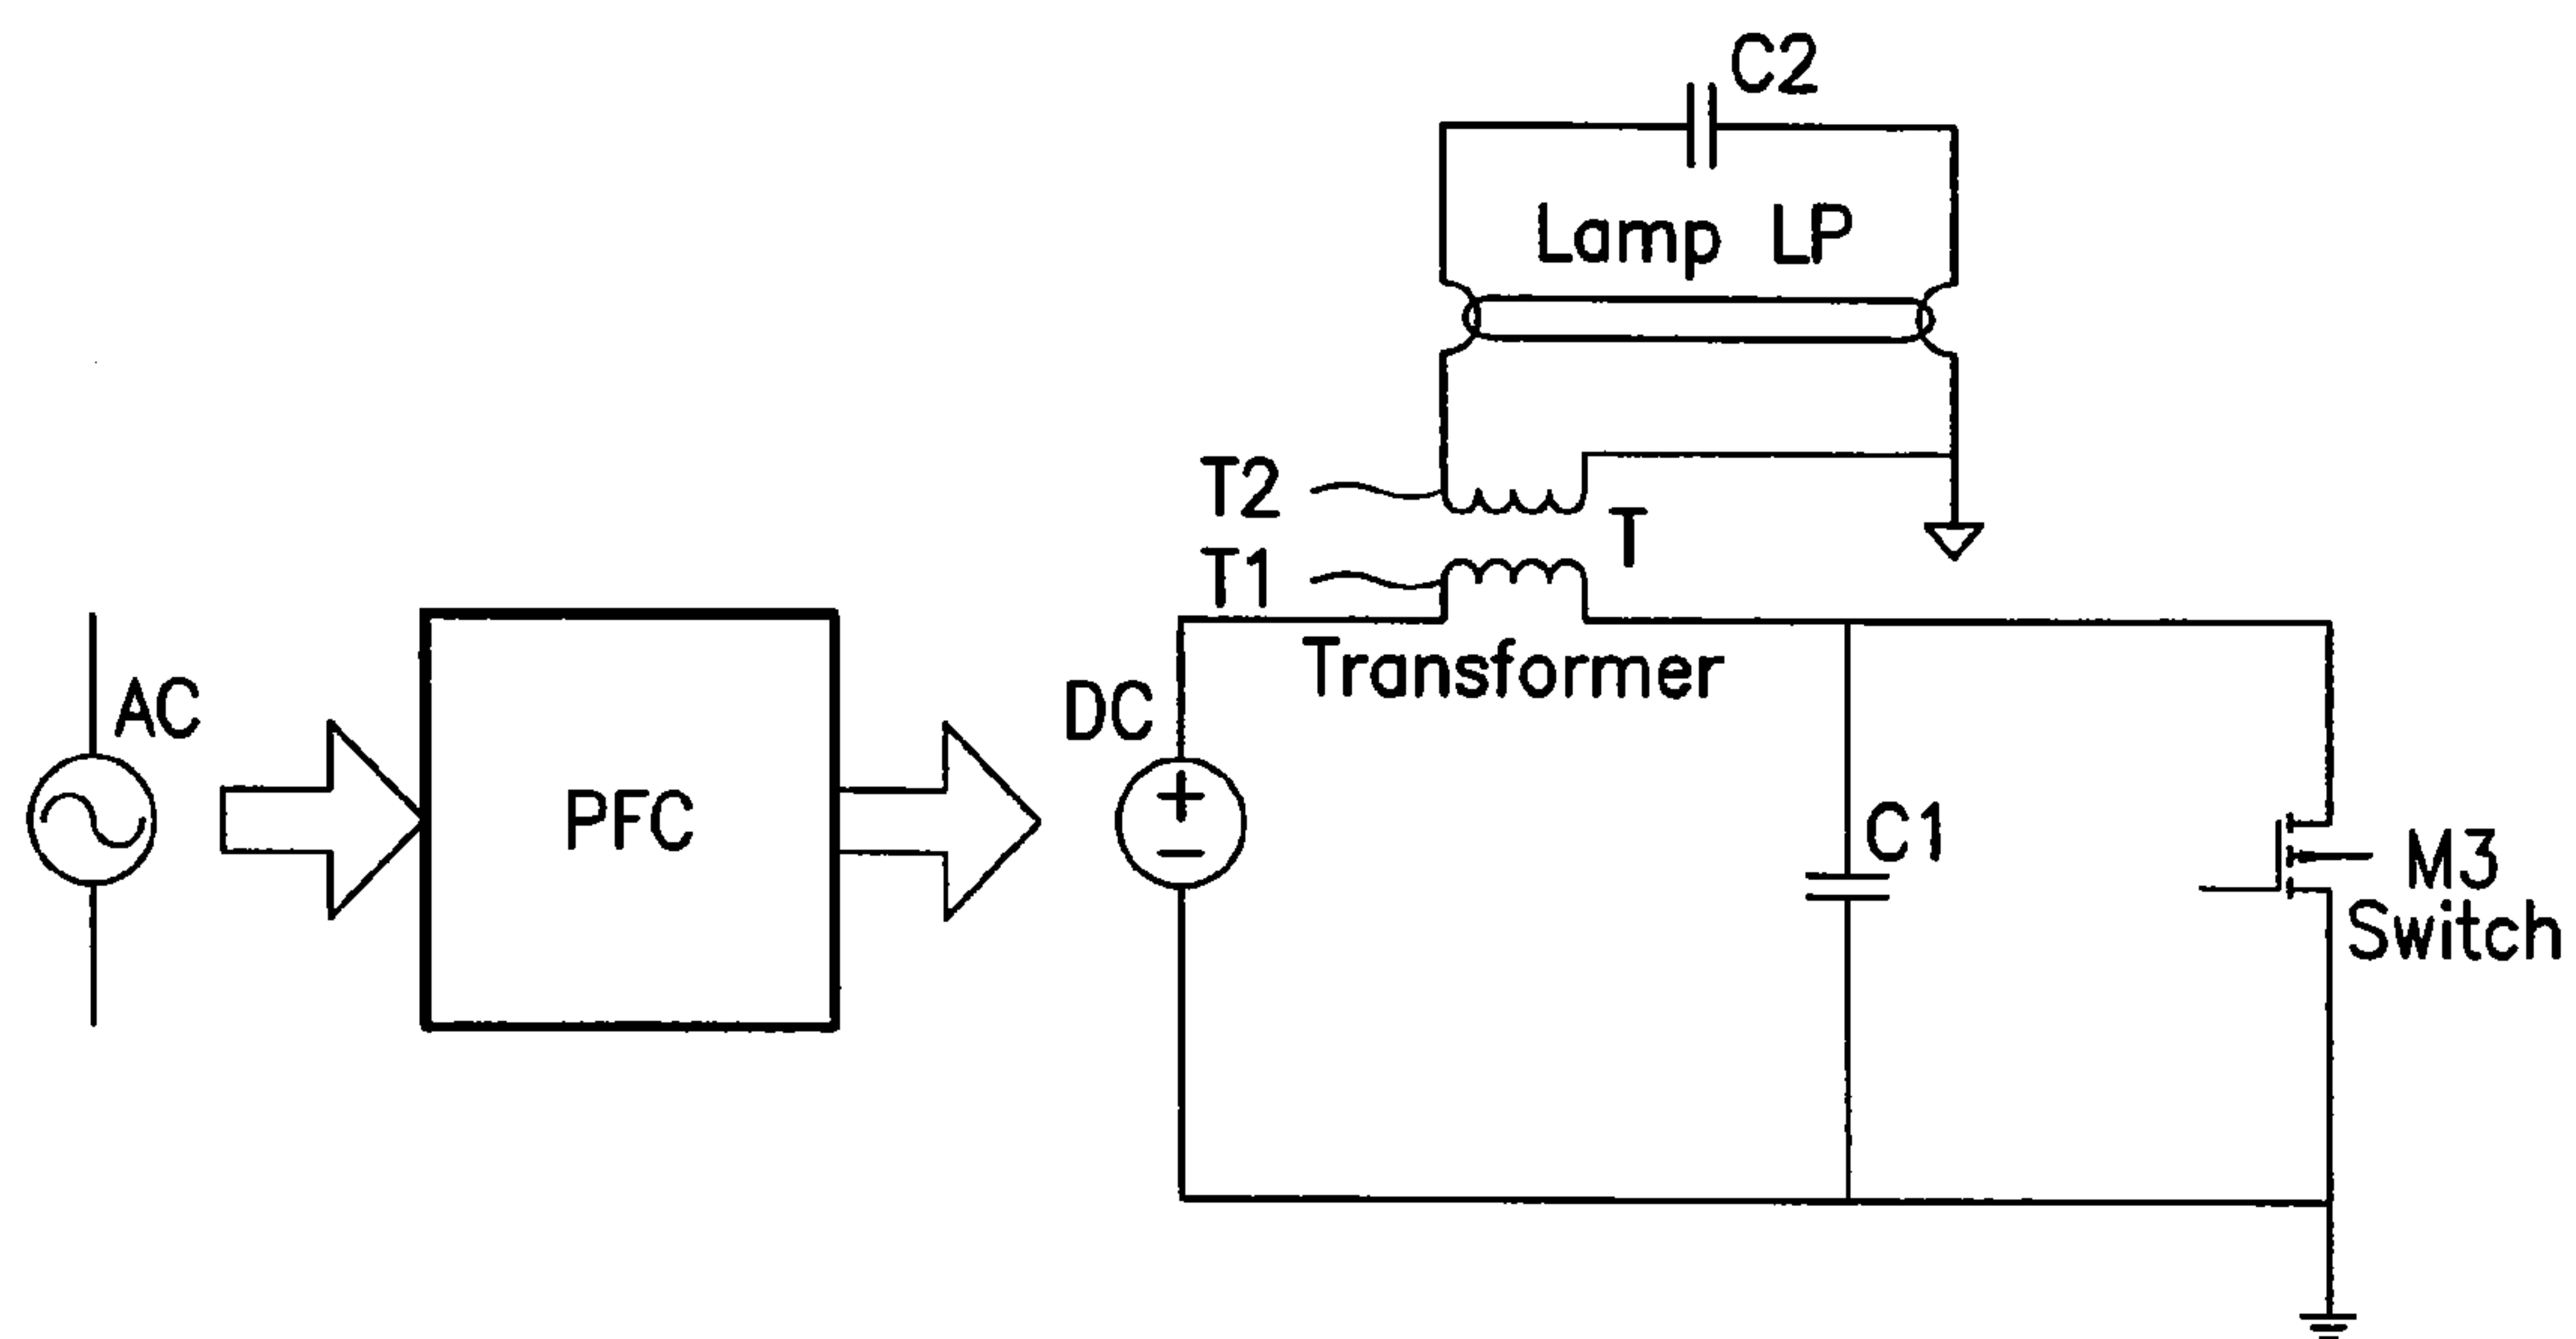 C2
Lamp LP
T2
T
T1
Transformer
AC
DC
PFC
+
−
C1
M3
Switch